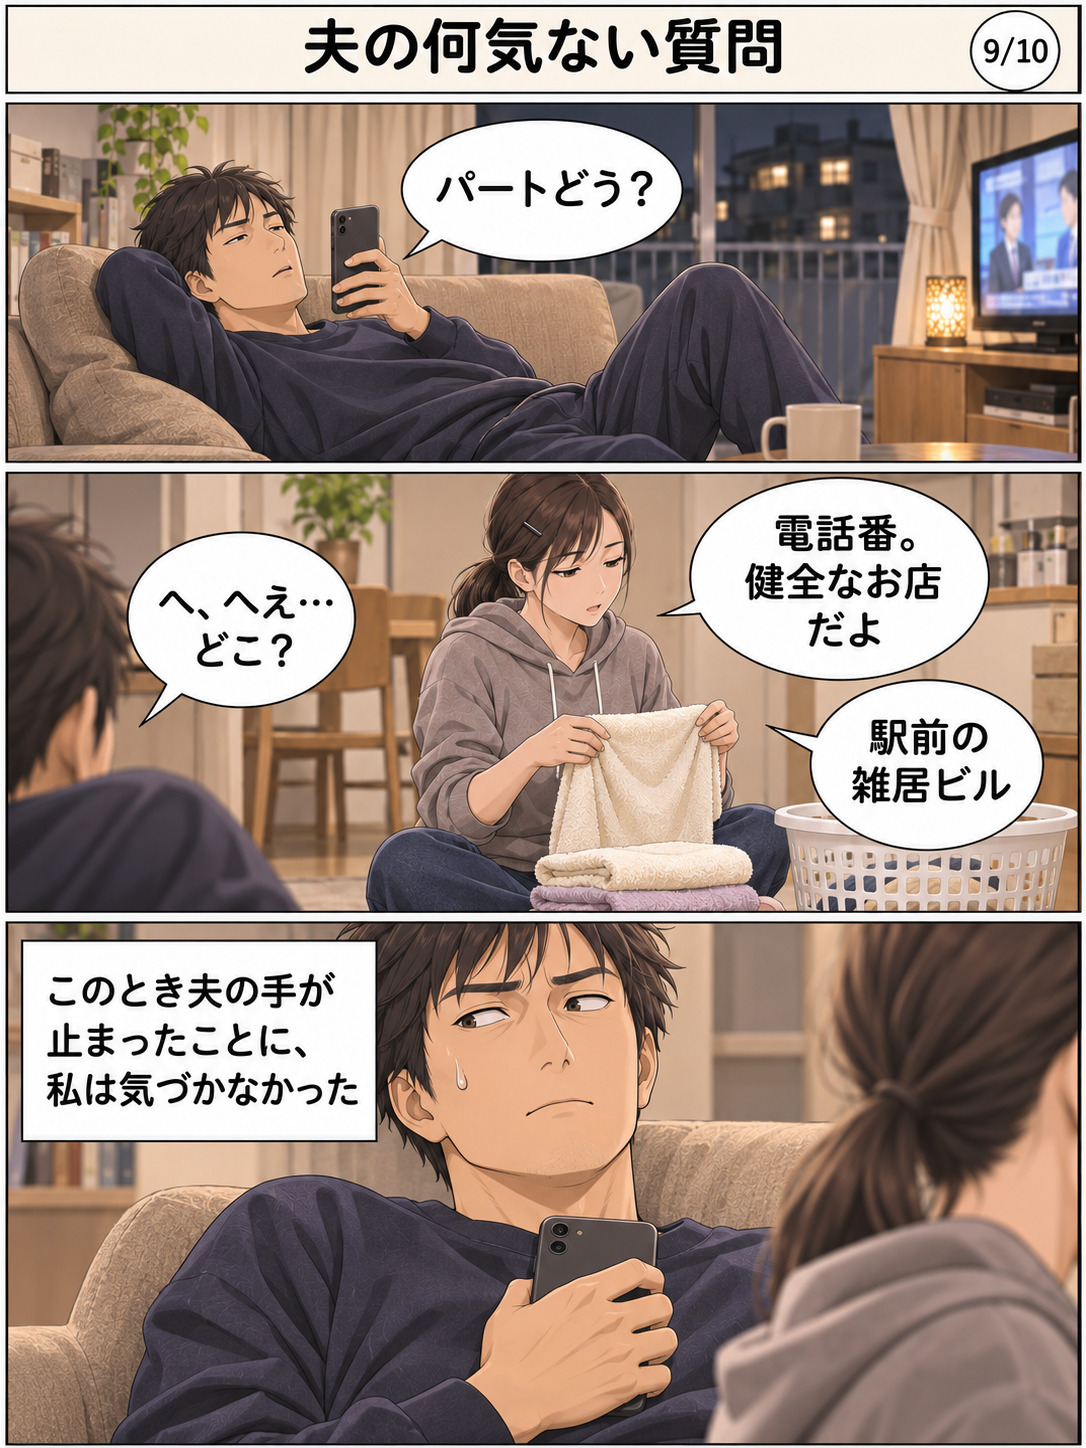 夫の何気ない質問
9/10
パートどう？
へ、へえ…
どこ？
電話番。
健全なお店
だよ
駅前の
雑居ビル
このとき夫の手が
止まったことに、
私は気づかなかった